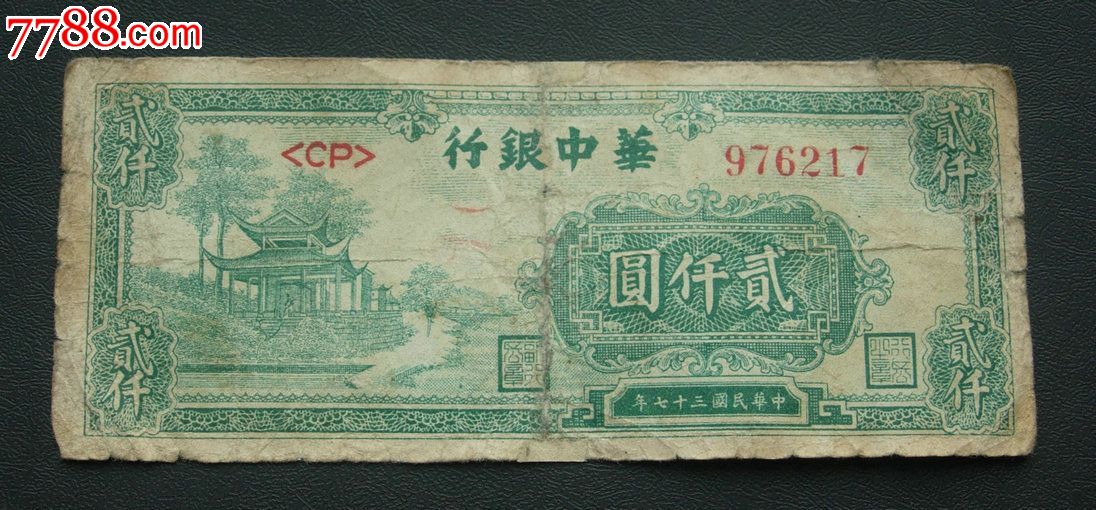 7788.com
華中銀行
<CP>
976217
貳仟
貳仟
貳仟圓
貳仟
貳仟
中華民國三十七年